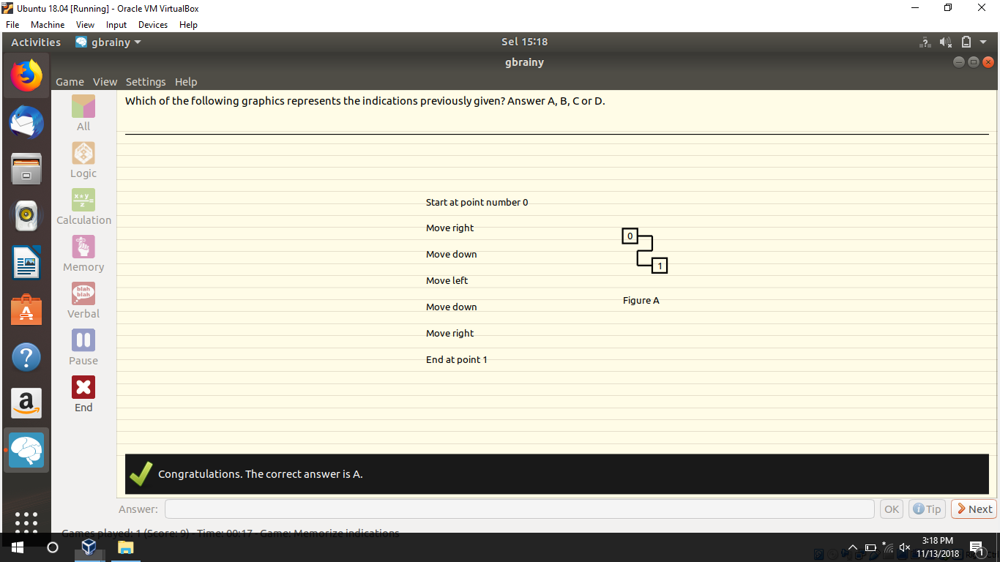 Ubuntu 18.04 [Running] - Oracle VM VirtualBox
File Machine View Input Devices Help
Activities gbrainy Sel 15:18
gbrainy
Game View Settings Help
Which of the following graphics represents the indications previously given? Answer A, B, C or D.
All
Logic
x*y
z
=
Calculation
Memory
blah
blah
Verbal
Pause
End
Start at point number 0
Move right
Move down
Move left
Move down
Move right
End at point 1
0
1
Figure A
Congratulations. The correct answer is A.
Answer: OK Tip Next
Games played: 1 (Score: 9) - Time: 00:17 - Game: Memorize indications
3:18 PM
11/13/2018
1